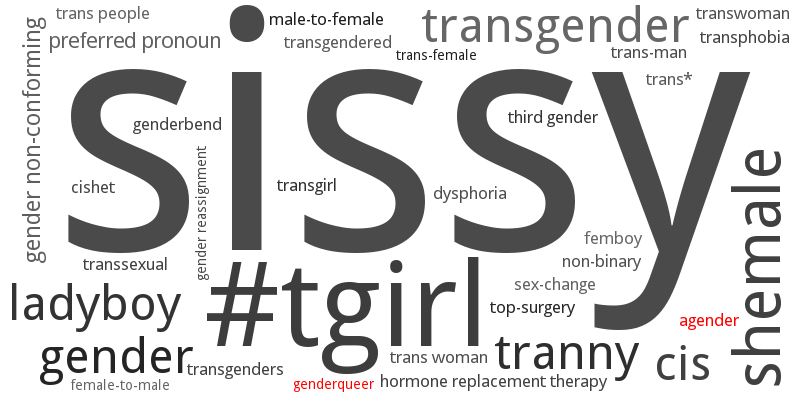 trans people
male-to-female
transgender
transwoman
preferred pronoun
transgendered
trans-female
trans-man
transphobia
trans*
gender non-conforming
sissy
genderbend
third gender
cishet
gender reassignment
transgirl
dysphoria
shemale
transsexual
femboy
non-binary
sex-change
ladyboy
#tgirl
top-surgery
agender
gender
transgenders
trans woman
tranny
cis
female-to-male
genderqueer
hormone replacement therapy